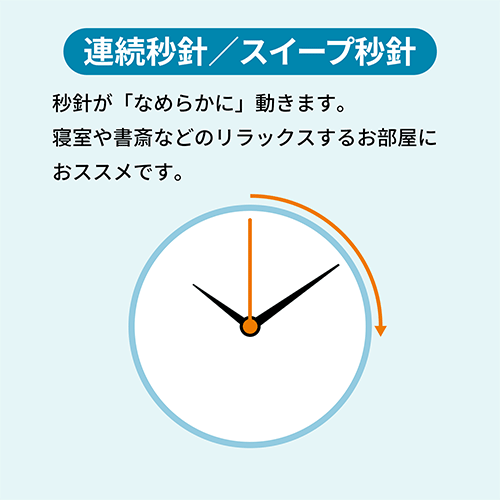 連続秒針／スイープ秒針
秒針が「なめらかに」動きます。
寝室や書斎などのリラックスするお部屋に
おススメです。